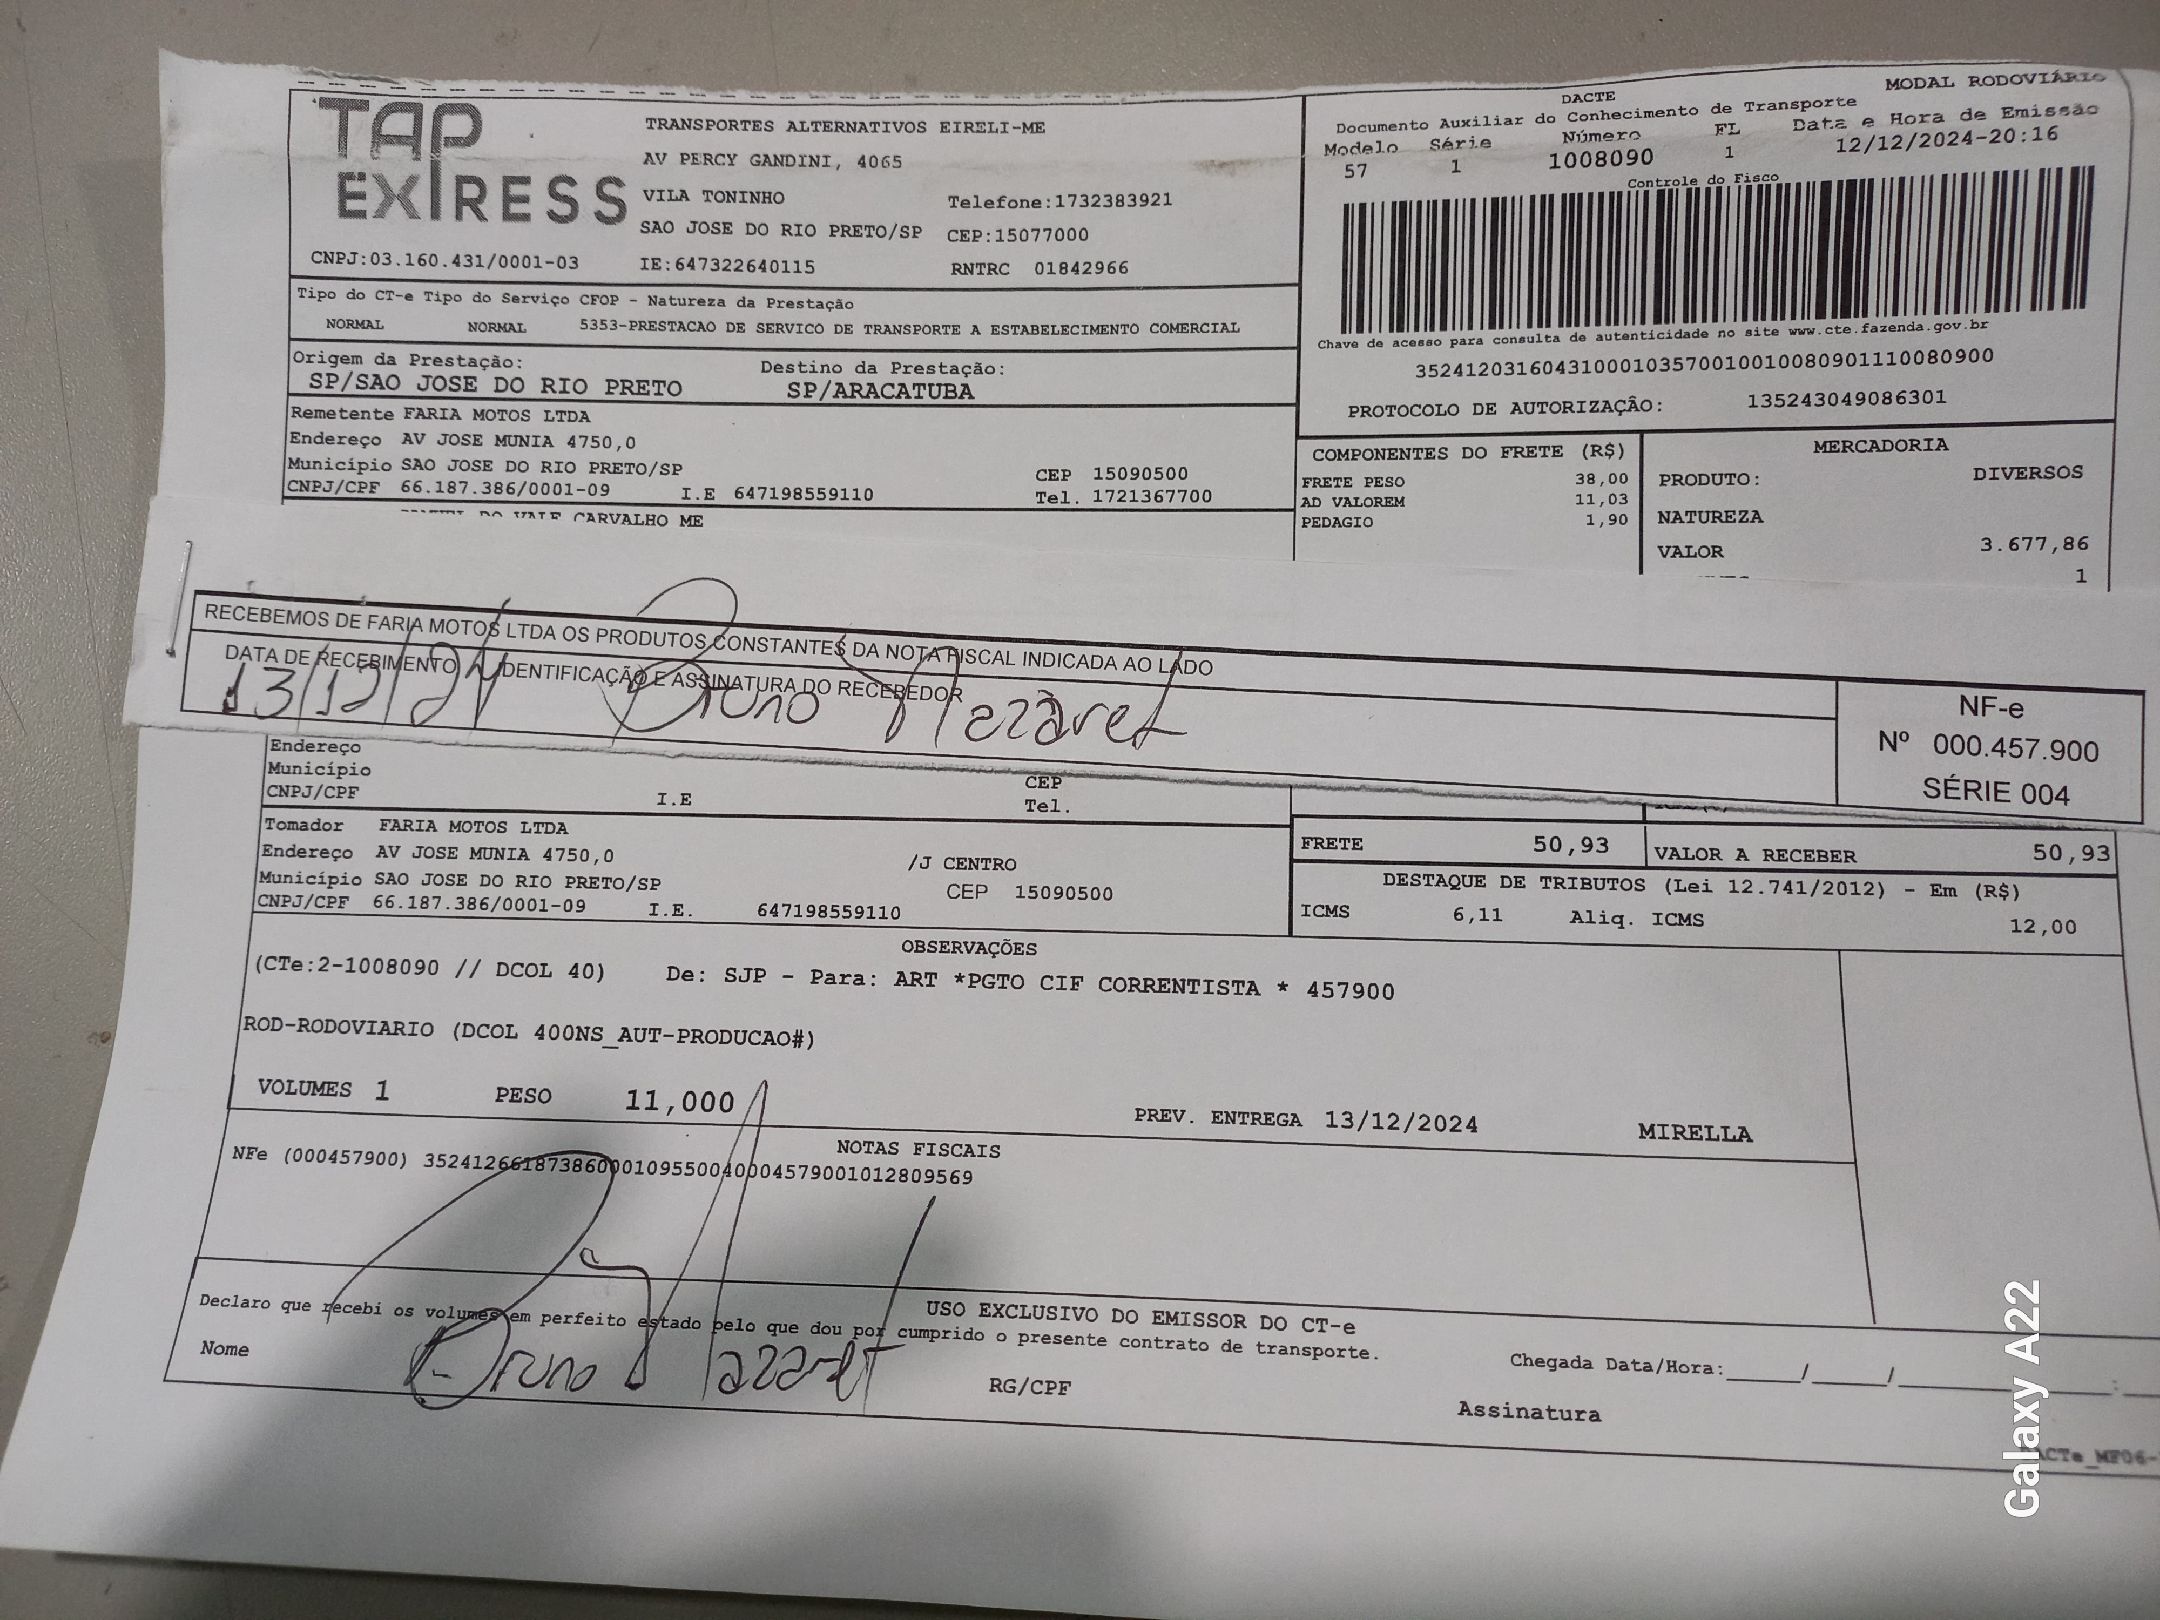 MODAL RODOVIÁRIO
DACTE
Documento Auxiliar do Conhecimento de Transporte
Modelo Série Número FL Data e Hora de Emissão
57 1 1008090 1 12/12/2024-20:16
Controle do Fisco
TAP EXPRESS
TRANSPORTES ALTERNATIVOS EIRELI-ME
AV PERCY GANDINI, 4065
VILA TONINHO Telefone:1732383921
SAO JOSE DO RIO PRETO/SP CEP:15077000
CNPJ:03.160.431/0001-03 IE:647322640115 RNTRC 01842966
Tipo do CT-e Tipo do Serviço CFOP - Natureza da Prestação
NORMAL NORMAL 5353-PRESTACAO DE SERVICO DE TRANSPORTE A ESTABELECIMENTO COMERCIAL
Chave de acesso para consulta de autenticidade no site www.cte.fazenda.gov.br
35241203160431000103570010010080901110080900
PROTOCOLO DE AUTORIZAÇÃO: 135243049086301
Origem da Prestação: Destino da Prestação:
SP/SAO JOSE DO RIO PRETO SP/ARACATUBA
Remetente FARIA MOTOS LTDA
Endereço AV JOSE MUNIA 4750,0
Município SAO JOSE DO RIO PRETO/SP CEP 15090500
CNPJ/CPF 66.187.386/0001-09 I.E 647198559110 Tel. 1721367700
DO VALE CARVALHO ME
COMPONENTES DO FRETE (R$)
FRETE PESO 38,00
AD VALOREM 11,03
PEDAGIO 1,90
MERCADORIA
PRODUTO: DIVERSOS
NATUREZA
VALOR 3.677,86
1
RECEBEMOS DE FARIA MOTOS LTDA OS PRODUTOS CONSTANTES DA NOTA FISCAL INDICADA AO LADO
DATA DE RECEBIMENTO IDENTIFICAÇÃO E ASSINATURA DO RECEBEDOR
13/12/24 Bruno Nazaret
NF-e
Nº 000.457.900
SÉRIE 004
Endereço
Município CEP
CNPJ/CPF I.E Tel.
Tomador FARIA MOTOS LTDA
Endereço AV JOSE MUNIA 4750,0 /J CENTRO
Município SAO JOSE DO RIO PRETO/SP CEP 15090500
CNPJ/CPF 66.187.386/0001-09 I.E. 647198559110
FRETE 50,93 VALOR A RECEBER 50,93
DESTAQUE DE TRIBUTOS (Lei 12.741/2012) - Em (R$)
ICMS 6,11 Aliq. ICMS 12,00
OBSERVAÇÕES
(CTe:2-1008090 // DCOL 40) De: SJP - Para: ART *PGTO CIF CORRENTISTA * 457900
ROD-RODOVIARIO (DCOL 400NS_AUT-PRODUCAO#)
VOLUMES 1 PESO 11,000 PREV. ENTREGA 13/12/2024 MIRELLA
NOTAS FISCAIS
NFe (000457900) 35241266187386000109550040004579001012809569
USO EXCLUSIVO DO EMISSOR DO CT-e
Declaro que recebi os volumes em perfeito estado pelo que dou por cumprido o presente contrato de transporte.
Nome Bruno Nazaret RG/CPF Chegada Data/Hora:_____/_____/_____:
Assinatura
Galaxy A22